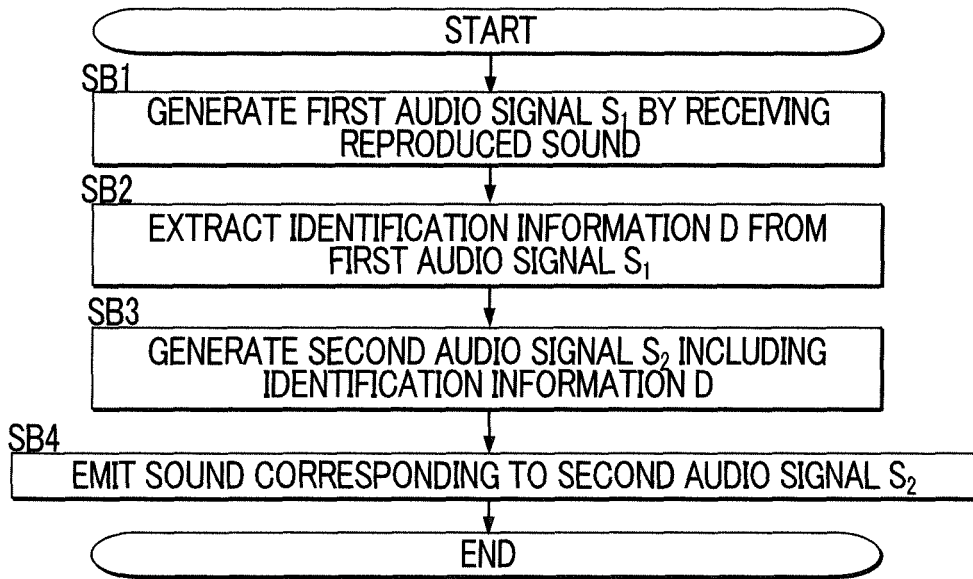 START
SB1
GENERATE FIRST AUDIO SIGNAL S₁ BY RECEIVING
REPRODUCED SOUND
SB2
EXTRACT IDENTIFICATION INFORMATION D FROM
FIRST AUDIO SIGNAL S₁
SB3
GENERATE SECOND AUDIO SIGNAL S₂ INCLUDING
IDENTIFICATION INFORMATION D
SB4
EMIT SOUND CORRESPONDING TO SECOND AUDIO SIGNAL S₂
END